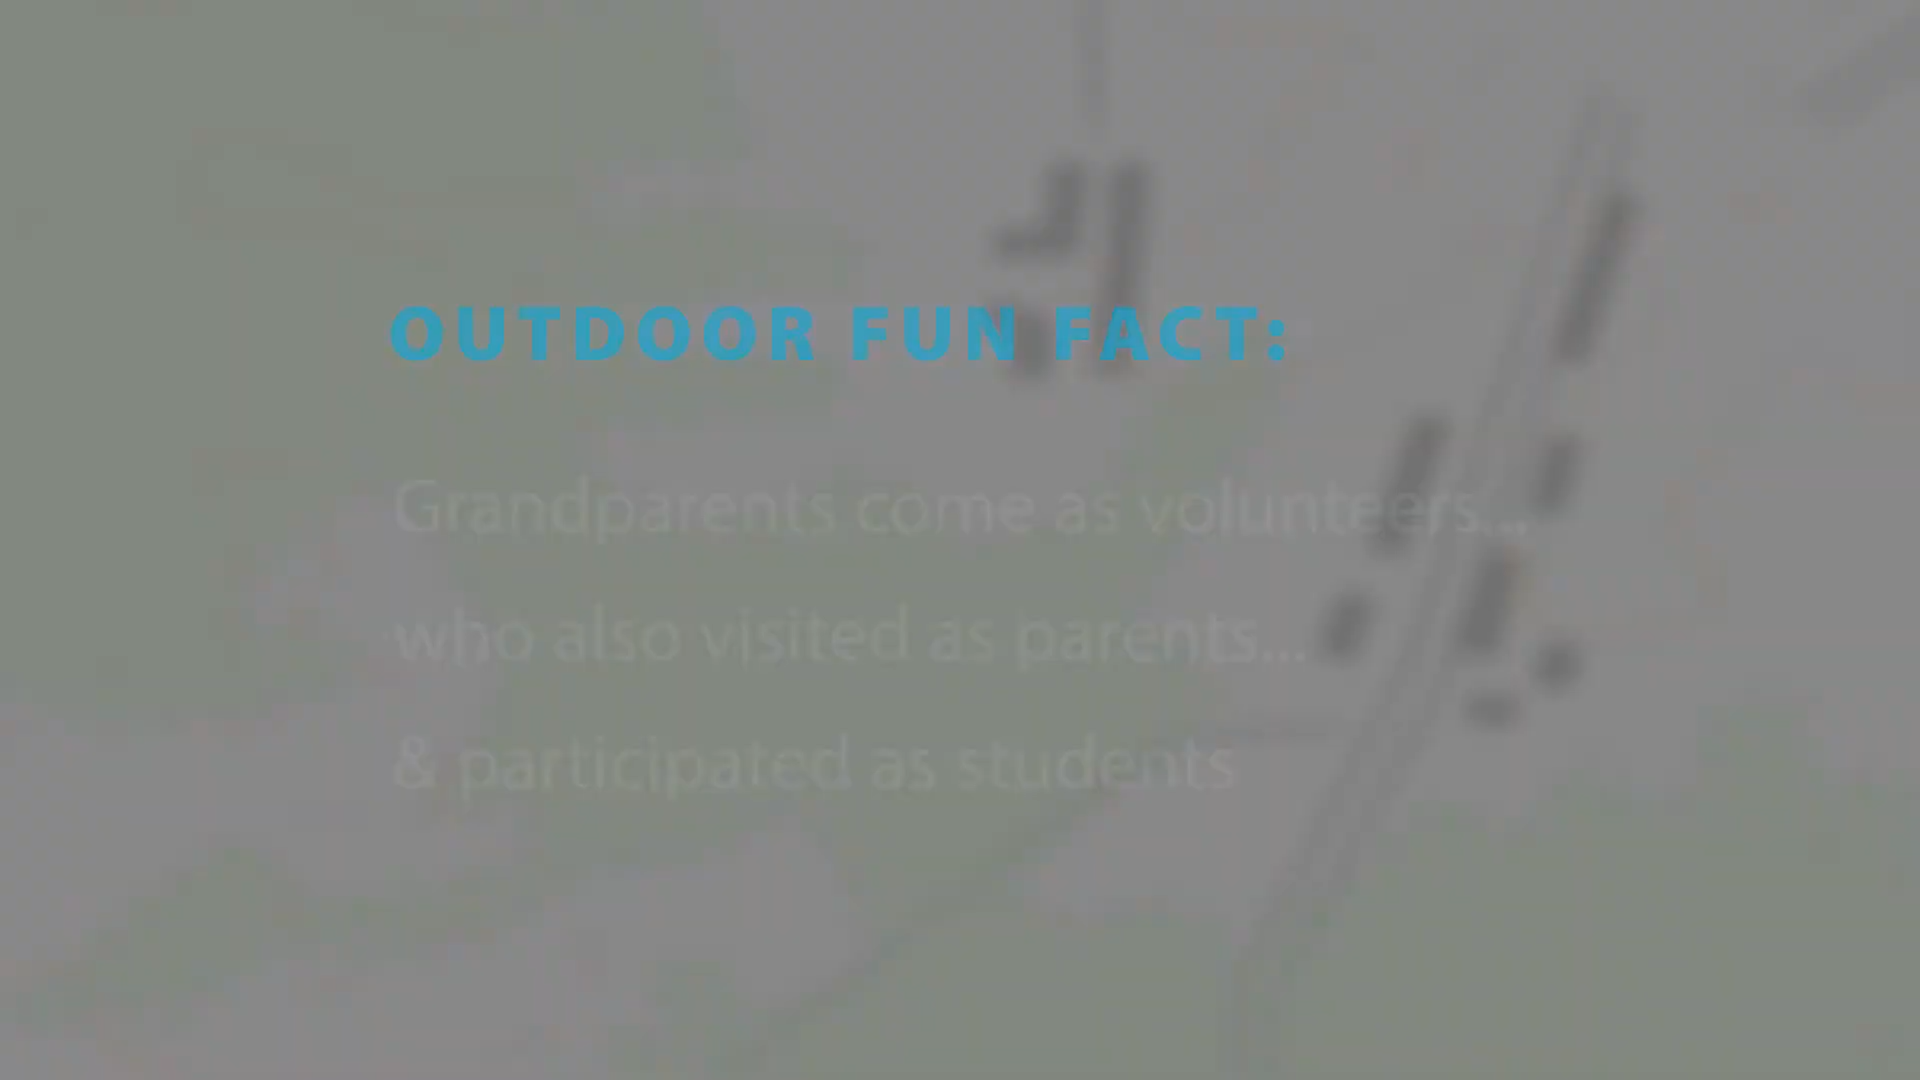 OUTDOOR FUN FACT:
Grandparents come as volunteers...
who also visited as parents...
& participated as students